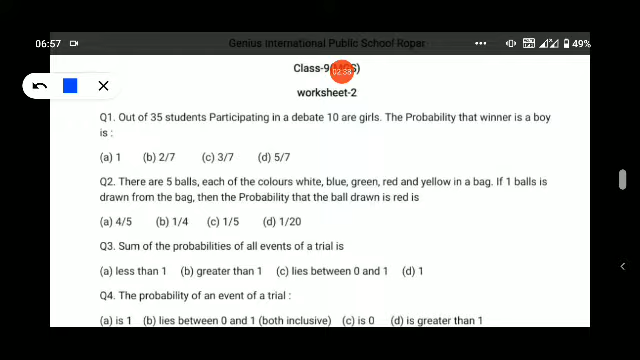 06:57
49%
Genius International Public School Ropar
Class-9(MCS)
02:38
worksheet-2
Q1. Out of 35 students Participating in a debate 10 are girls. The Probability that winner is a boy
is :
(a) 1 (b) 2/7 (c) 3/7 (d) 5/7
Q2. There are 5 balls, each of the colours white, blue, green, red and yellow in a bag. If 1 balls is
drawn from the bag, then the Probability that the ball drawn is red is
(a) 4/5 (b) 1/4 (c) 1/5 (d) 1/20
Q3. Sum of the probabilities of all events of a trial is
(a) less than 1 (b) greater than 1 (c) lies between 0 and 1 (d) 1
Q4. The probability of an event of a trial :
(a) is 1 (b) lies between 0 and 1 (both inclusive) (c) is 0 (d) is greater than 1